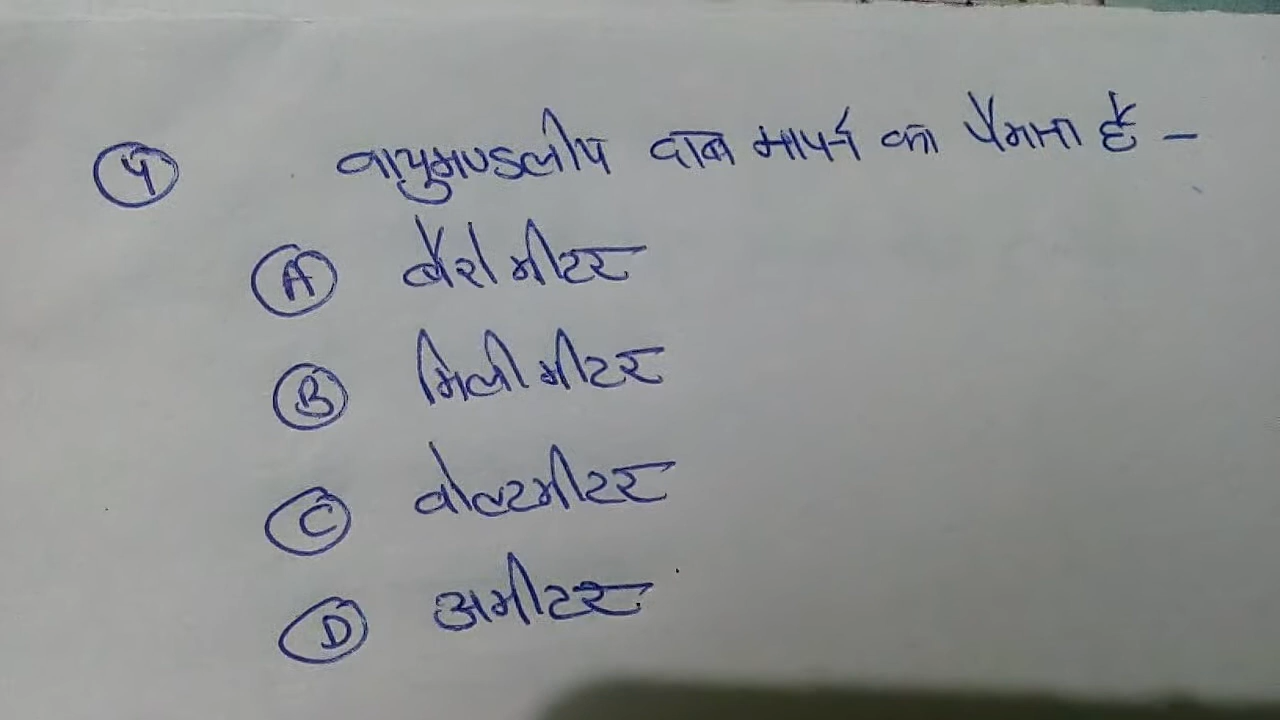 ५ वायुमण्डलीय दाब मापन का पैमाना है -
A बैरोमीटर
B मिलीमीटर
C वोल्टमीटर
D अमीटर